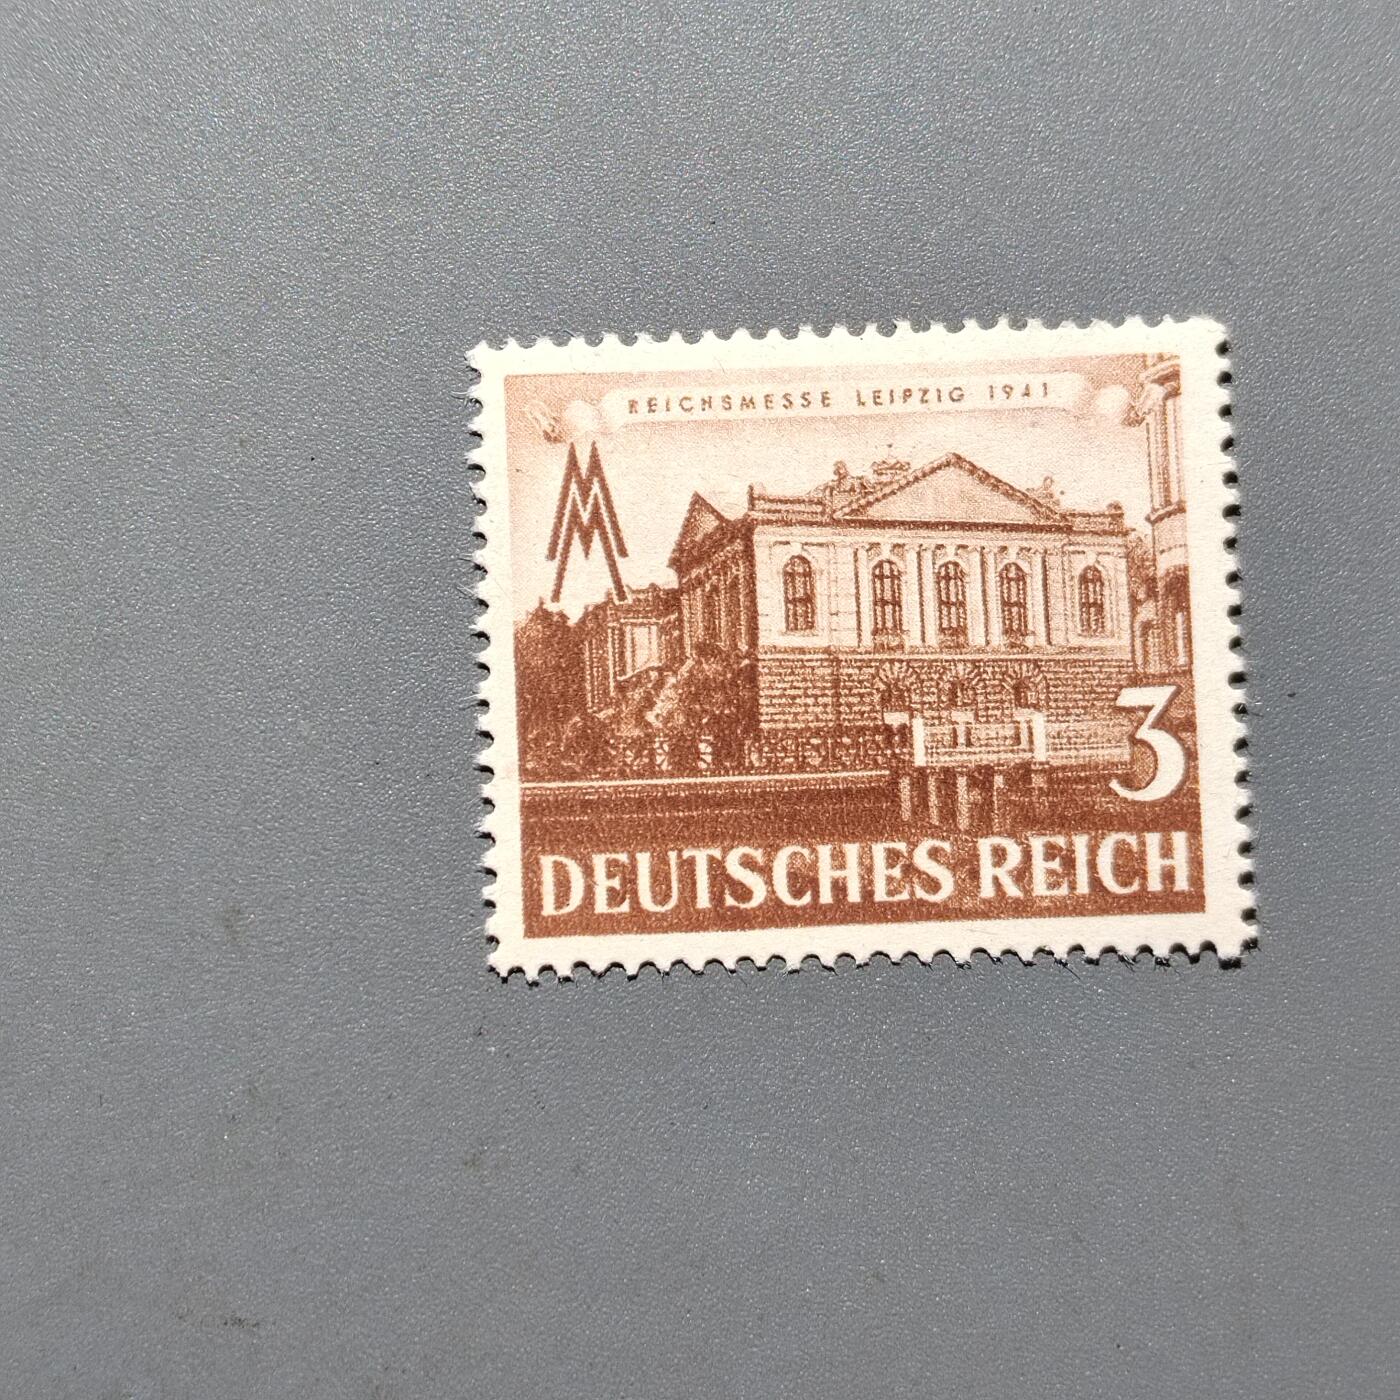 REICHSMESSE LEIPZIG 1941
MM
3
DEUTSCHES REICH